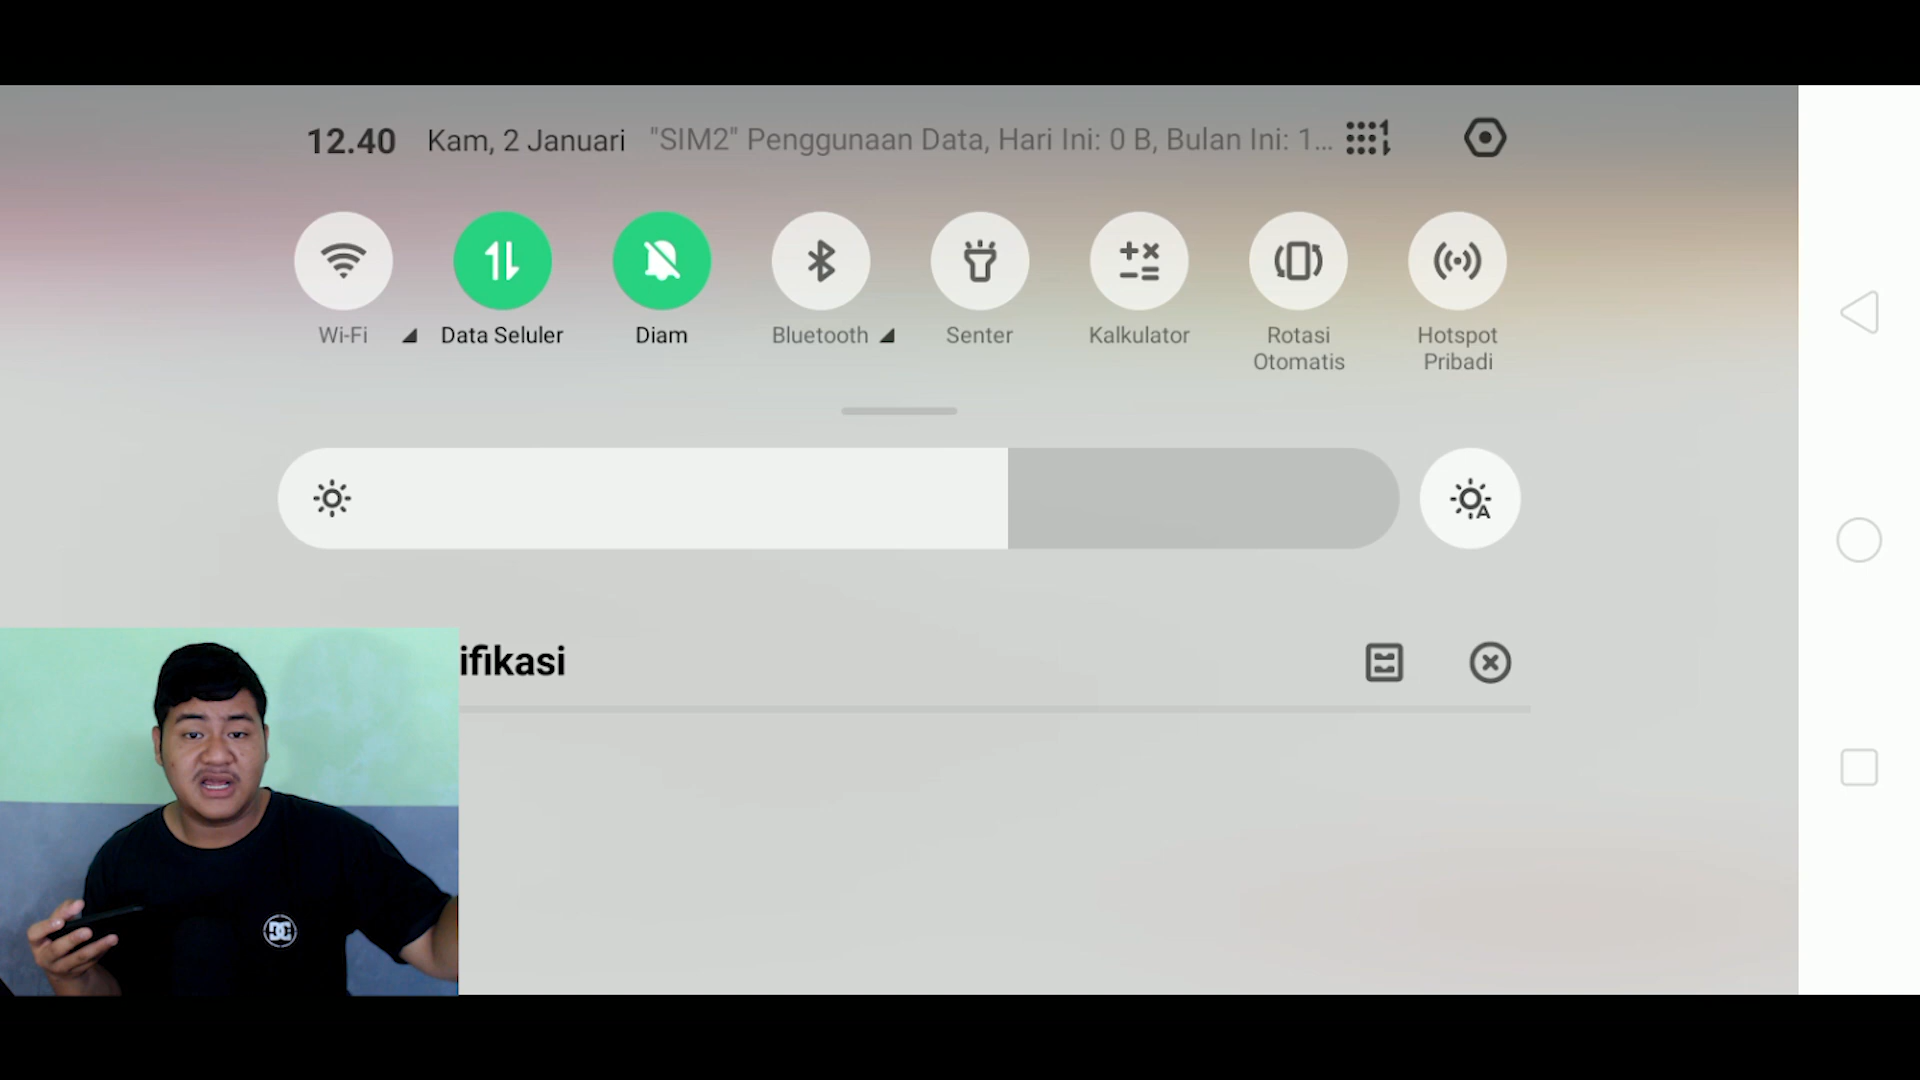 12.40 Kam, 2 Januari "SIM2" Penggunaan Data, Hari Ini: 0 B, Bulan Ini: 1...
Wi-Fi Data Seluler Diam Bluetooth Senter Kalkulator Rotasi Otomatis Hotspot Pribadi
A
ifikasi
DC